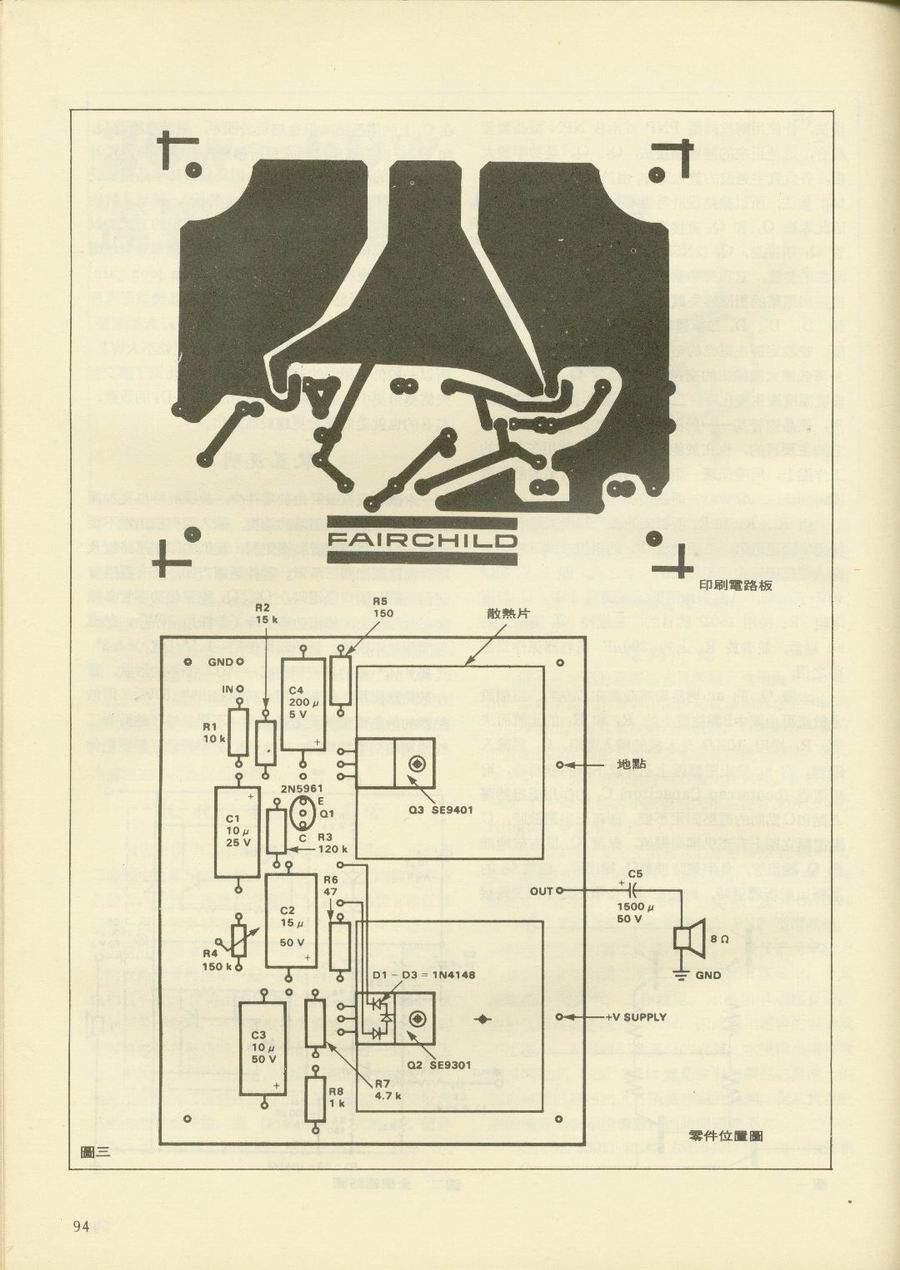 FAIRCHILD
印刷電路板
R2
15 k
R5
150
散熱片
GND
IN
C4
200 μ
5 V
+
R1
10 k
地點
2N5961
E
Q1
C
Q3 SE9401
C1
10 μ
25 V
+
R3
120 k
R6
47
OUT
C5
+
1500 μ
50 V
C2
15 μ
50 V
+
8 Ω
R4
150 k
D1 – D3 = 1N4148
GND
C3
10 μ
50 V
+
+V SUPPLY
Q2 SE9301
R7
4.7 k
R8
1 k
零件位置圖
圖三
94